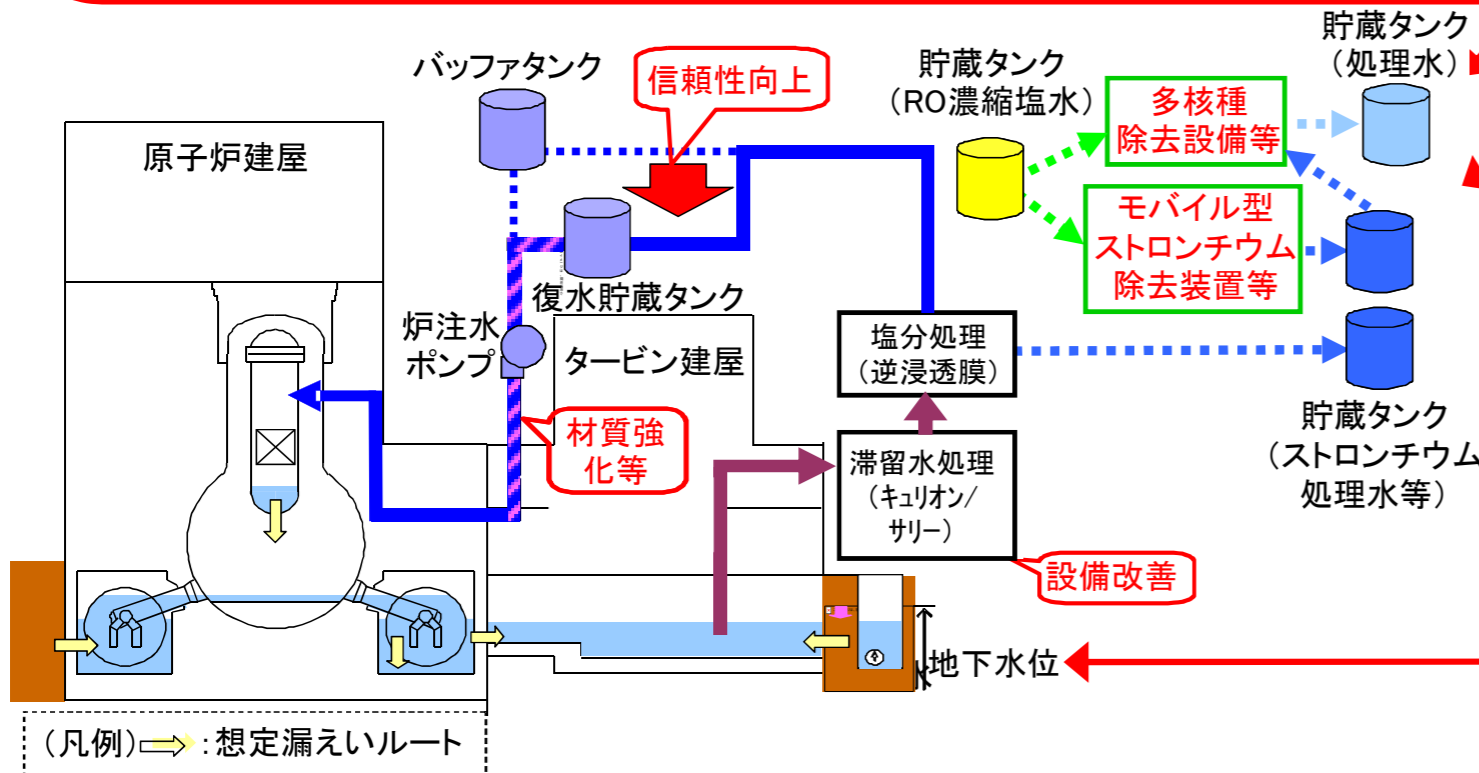 バッファタンク
信頼性向上
貯蔵タンク
（RO濃縮塩水）
多核種
除去設備等
貯蔵タンク
（処理水）
原子炉建屋
モバイル型
ストロンチウム
除去装置等
復水貯蔵タンク
炉注水
ポンプ
タービン建屋
塩分処理
（逆浸透膜）
材質強
化等
滞留水処理
（キュリオン/
サリー）
貯蔵タンク
（ストロンチウム
処理水等）
設備改善
地下水位
（凡例） ：想定漏えいルート